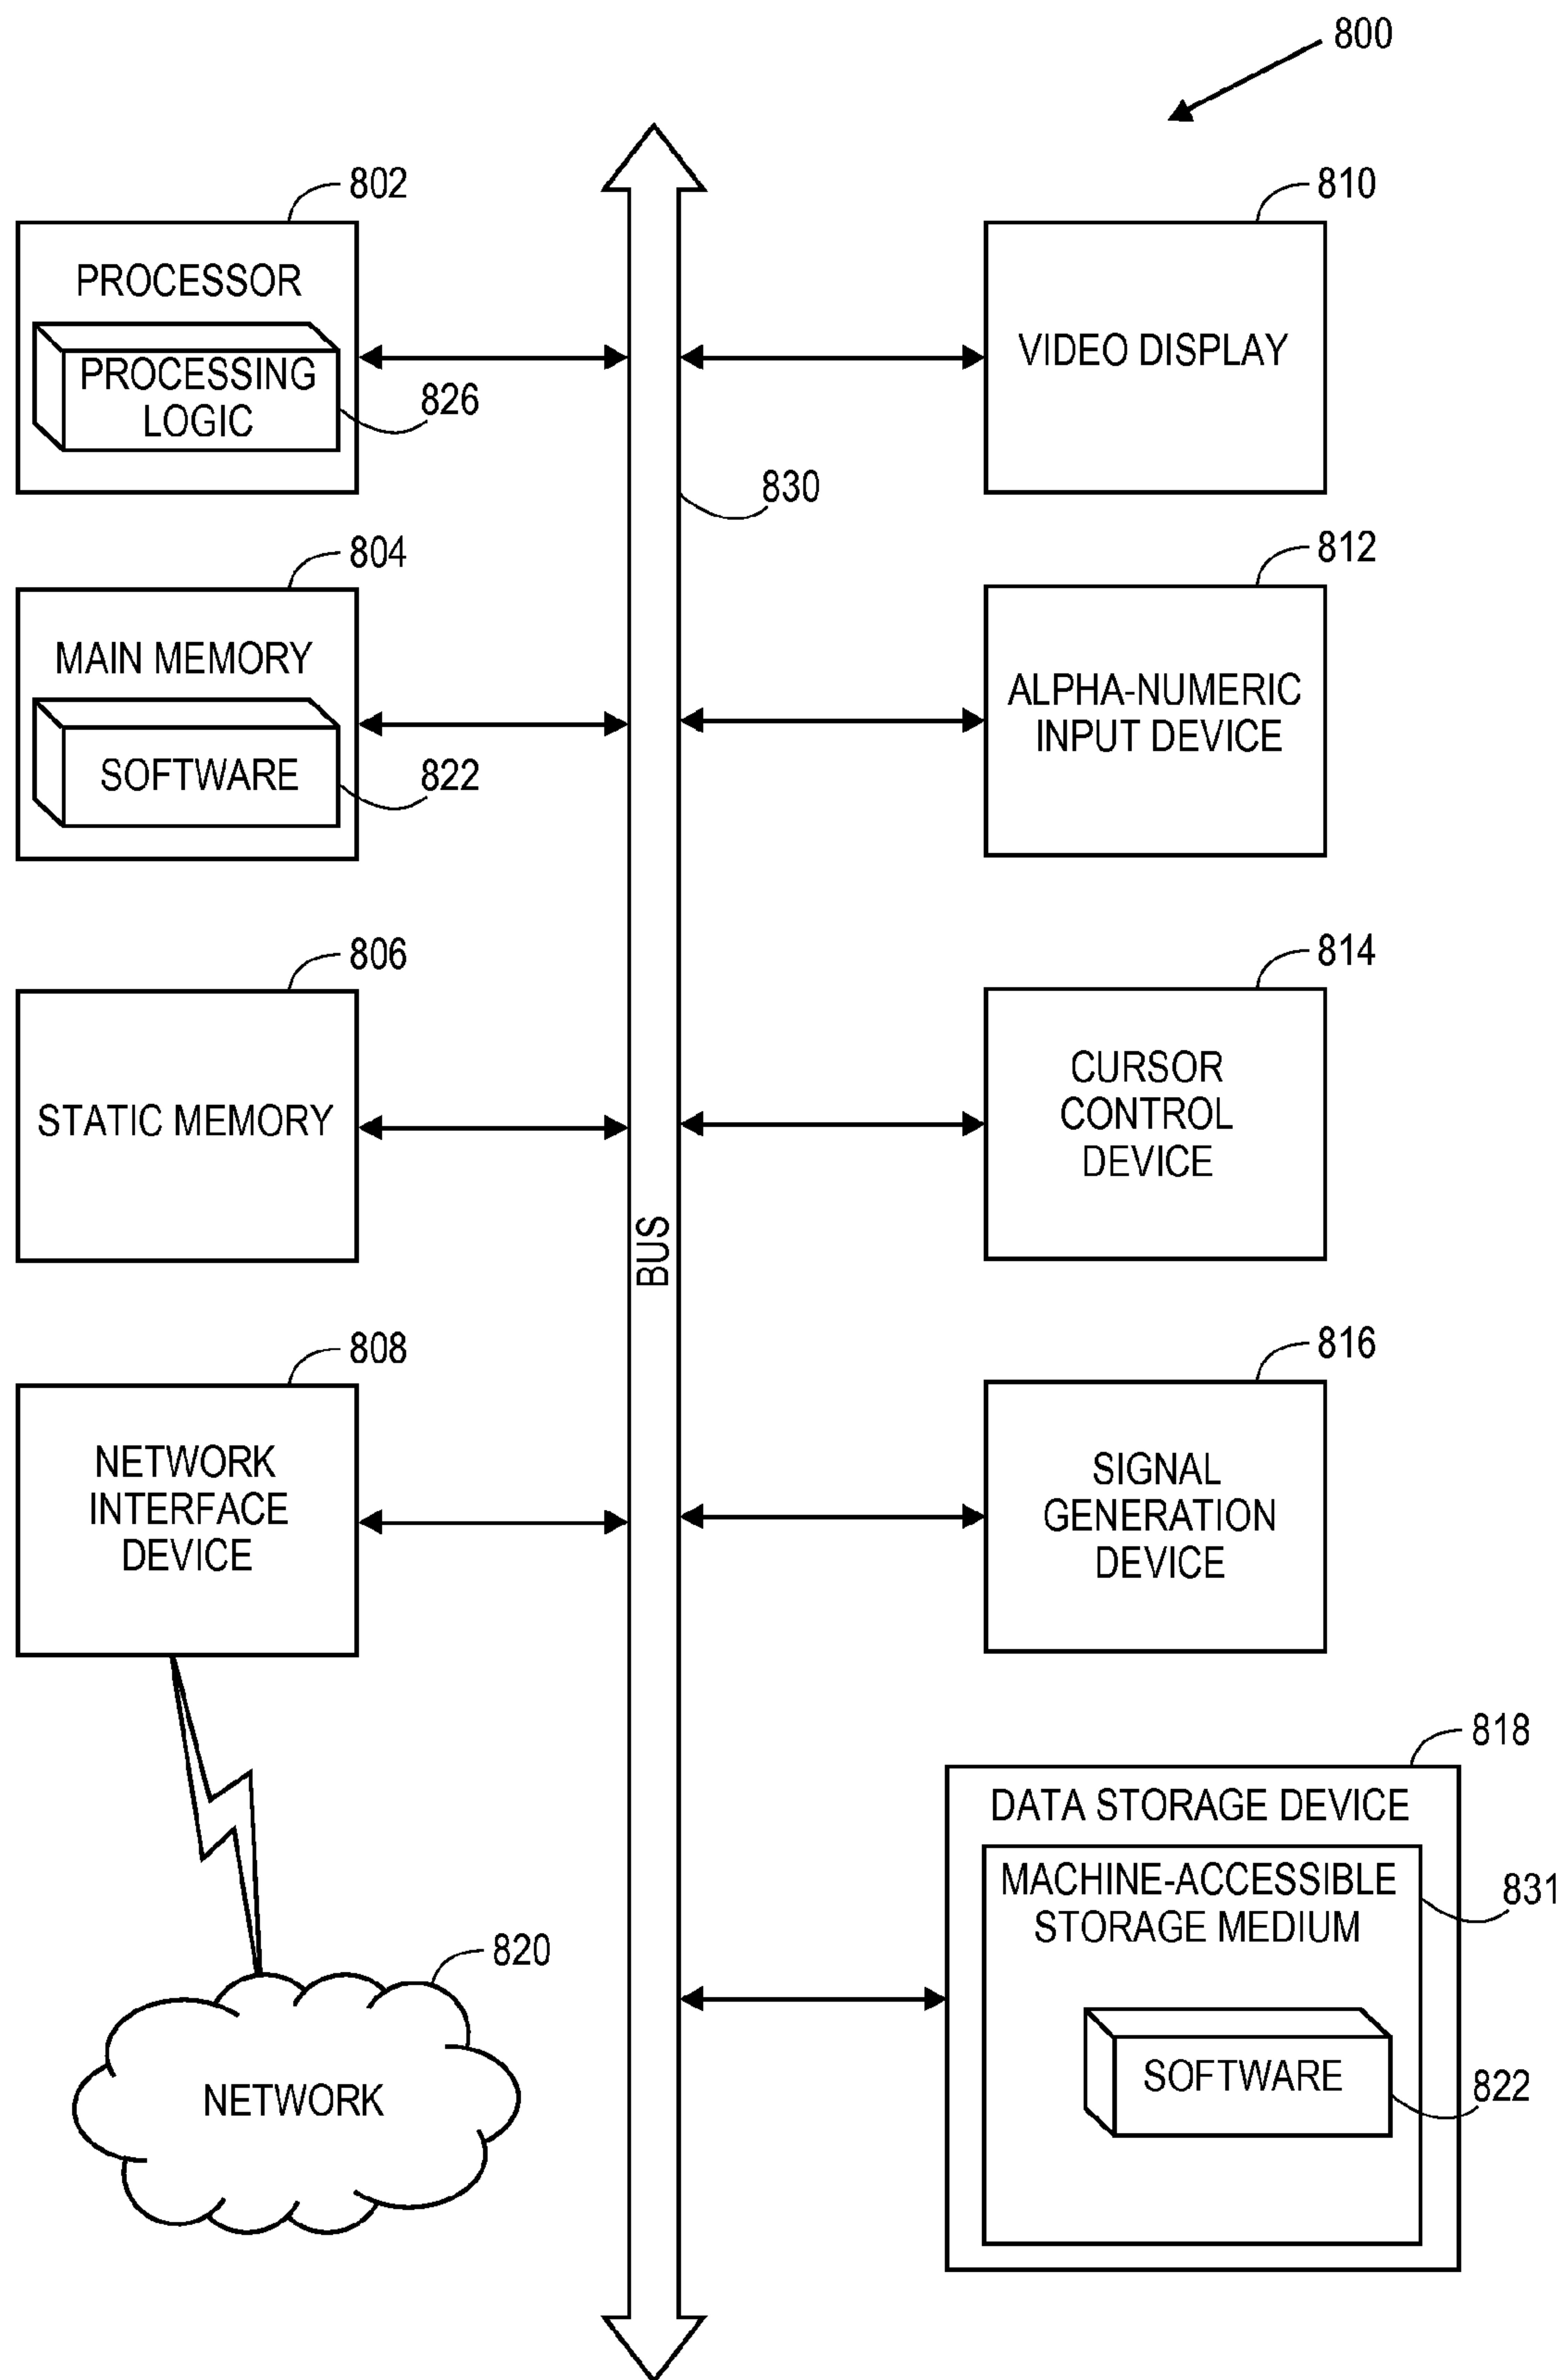 800
802
PROCESSOR
PROCESSING
LOGIC
826
804
MAIN MEMORY
SOFTWARE
822
806
STATIC MEMORY
808
NETWORK
INTERFACE
DEVICE
820
NETWORK
BUS
830
810
VIDEO DISPLAY
812
ALPHA-NUMERIC
INPUT DEVICE
814
CURSOR
CONTROL
DEVICE
816
SIGNAL
GENERATION
DEVICE
818
DATA STORAGE DEVICE
MACHINE-ACCESSIBLE
STORAGE MEDIUM
831
SOFTWARE
822